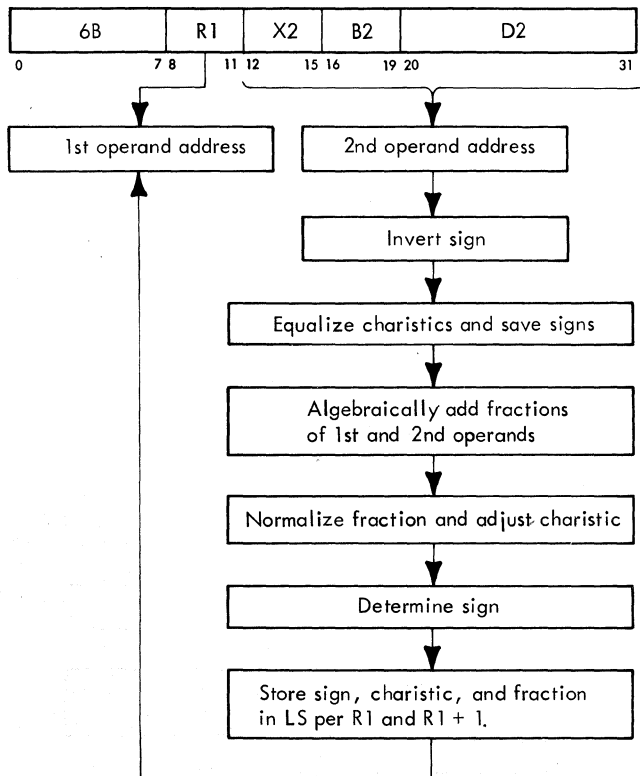 6B R1 X2 B2 D2
0 7 8 11 12 15 16 19 20 31
1st operand address
2nd operand address
Invert sign
Equalize charistics and save signs
Algebraically add fractions
of 1st and 2nd operands
Normalize fraction and adjust charistic
Determine sign
Store sign, charistic, and fraction
in LS per R1 and R1 + 1.